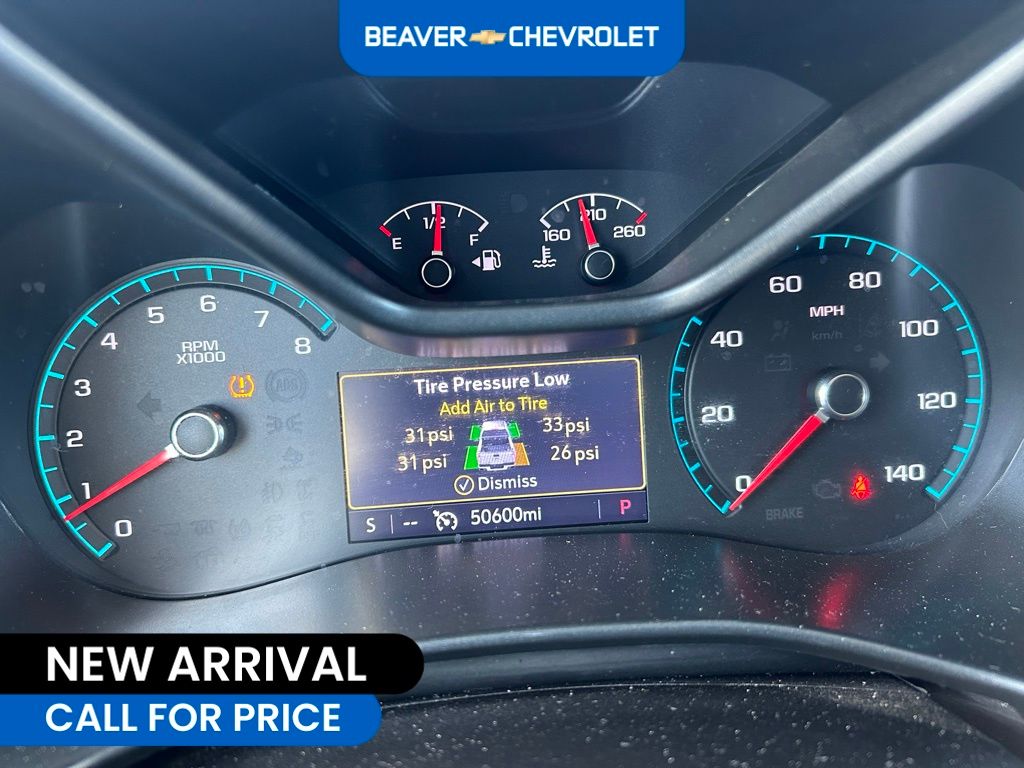 BEAVER CHEVROLET
E 1/2 F
160 210 260
RPM
X1000
0 1 2 3 4 5 6 7 8
ABS
Tire Pressure Low
Add Air to Tire
31 psi 33 psi
31 psi 26 psi
Dismiss
S -- 50600mi P
MPH
km/h
0 20 40 60 80 100 120 140
BRAKE
NEW ARRIVAL
CALL FOR PRICE